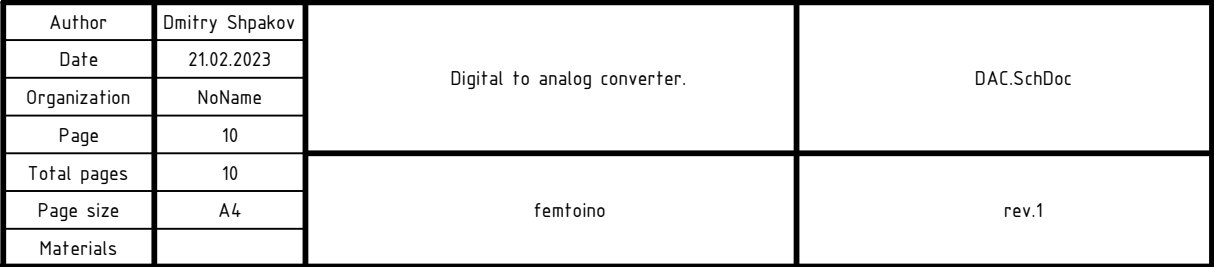 Author Dmitry Shpakov
Date 21.02.2023
Organization NoName
Page 10
Total pages 10
Page size A4
Materials
Digital to analog converter.
DAC.SchDoc
femtoino
rev.1